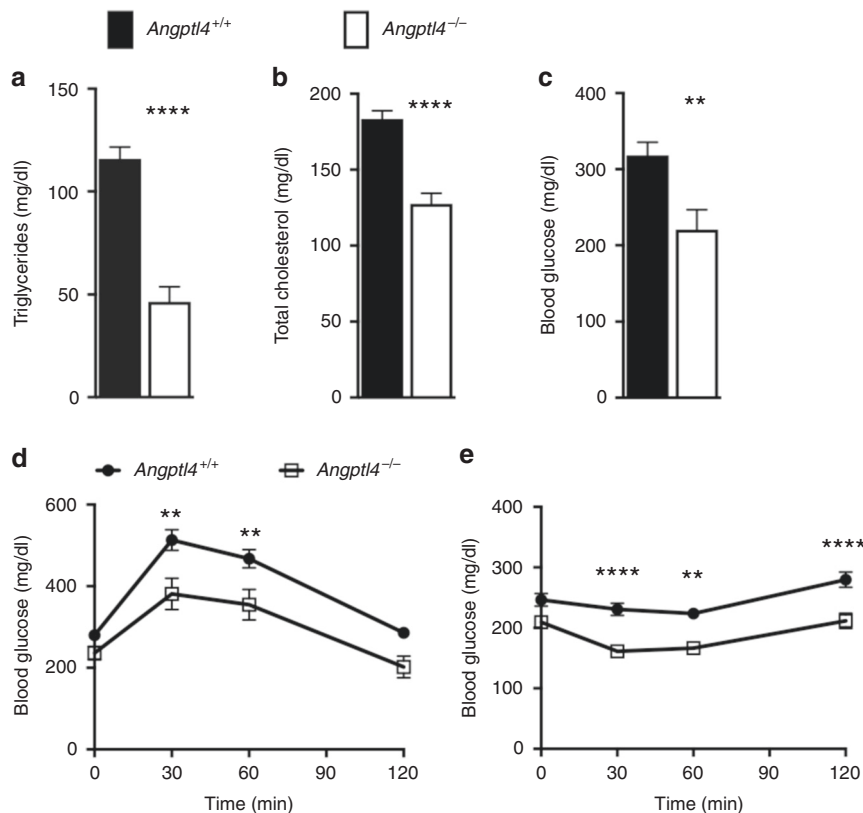 Angptl4+/+ Angptl4−/−
a
150
100
50
0
Triglycerides (mg/dl)
****
b
200
150
100
50
0
Total cholesterol (mg/dl)
****
c
400
300
200
100
0
Blood glucose (mg/dl)
**
d
Angptl4+/+ Angptl4−/−
600
400
200
0
Blood glucose (mg/dl)
** **
0 30 60 90 120
Time (min)
e
400
300
200
100
0
Blood glucose (mg/dl)
**** ** ****
0 30 60 90 120
Time (min)